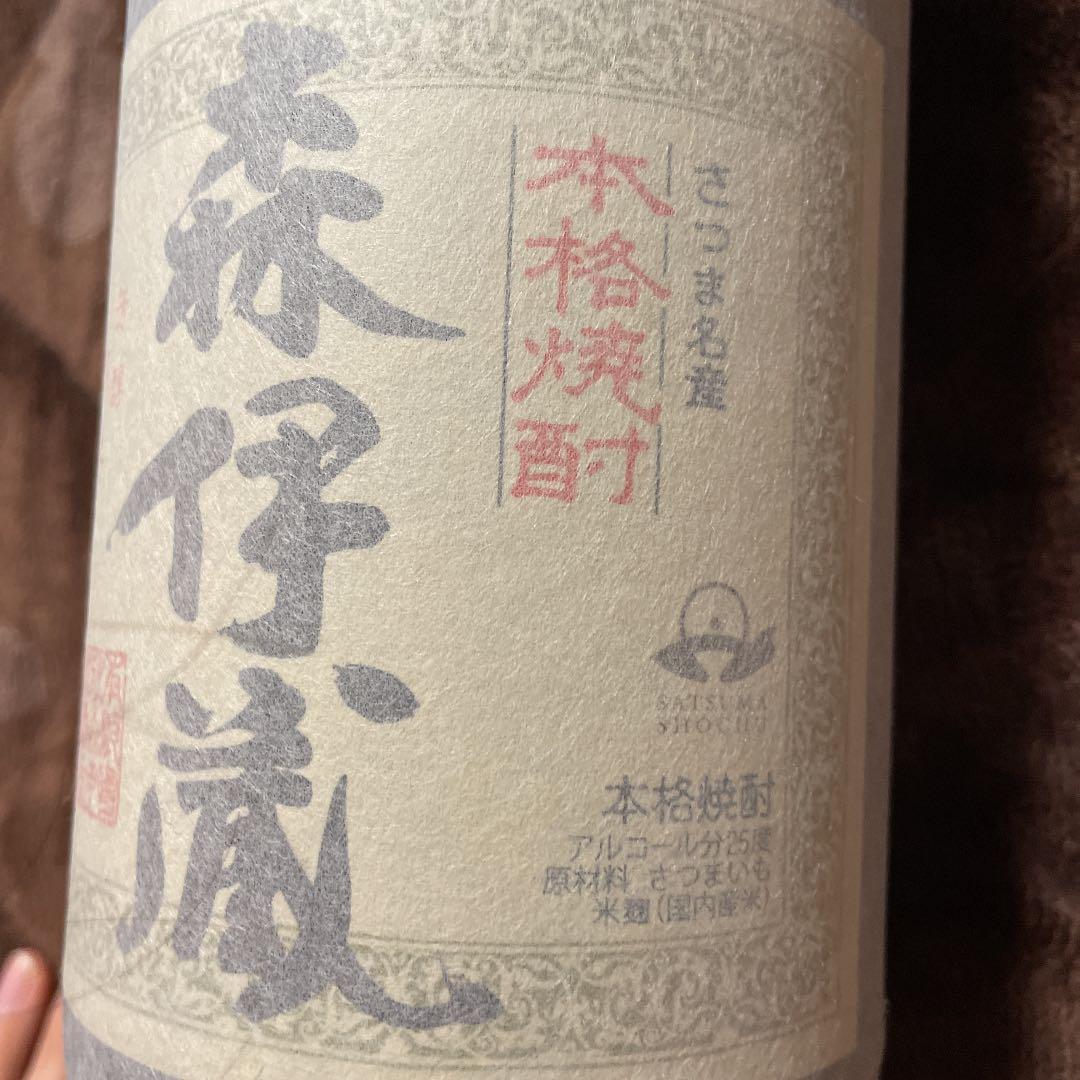 さつま名産
本格焼酎
森伊蔵
SATSUMA
SHOCHU
本格焼酎
アルコール分25度
原材料 さつまいも
米麹(国内産米)